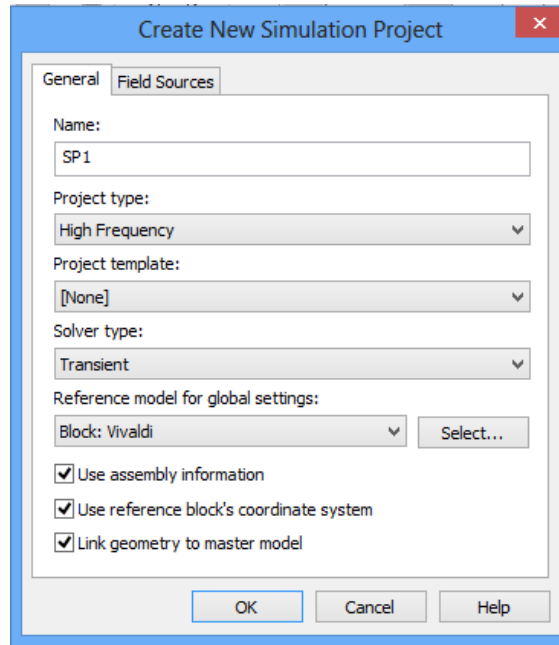 Create New Simulation Project
General
Field Sources
Name:
SP1
Project type:
High Frequency
Project template:
[None]
Solver type:
Transient
Reference model for global settings:
Block: Vivaldi
Select...
Use assembly information
Use reference block's coordinate system
Link geometry to master model
OK
Cancel
Help